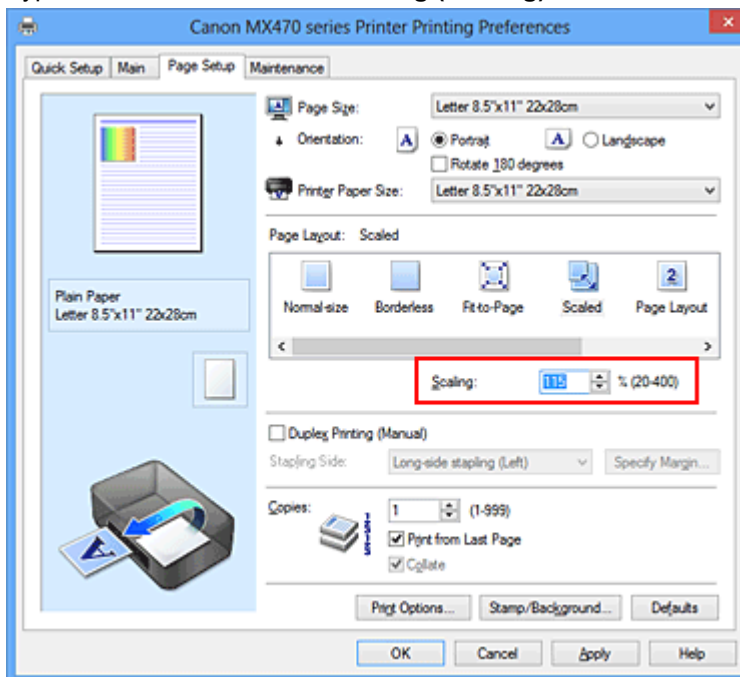 Canon MX470 series Printer Printing Preferences
Quick Setup Main Page Setup Maintenance
Page Size: Letter 8.5"x11" 22x28cm
Orientation: A Portrait A Landscape
Rotate 180 degrees
Printer Paper Size: Letter 8.5"x11" 22x28cm
Page Layout: Scaled
Normal-size Borderless Fit-to-Page Scaled 2 Page Layout
Plain Paper
Letter 8.5"x11" 22x28cm
Scaling: 115 % (20-400)
Duplex Printing (Manual)
Stapling Side: Long-side stapling (Left) Specify Margin...
Copies: 1 (1-999)
Print from Last Page
Collate
A
Print Options... Stamp/Background... Defaults
OK Cancel Apply Help